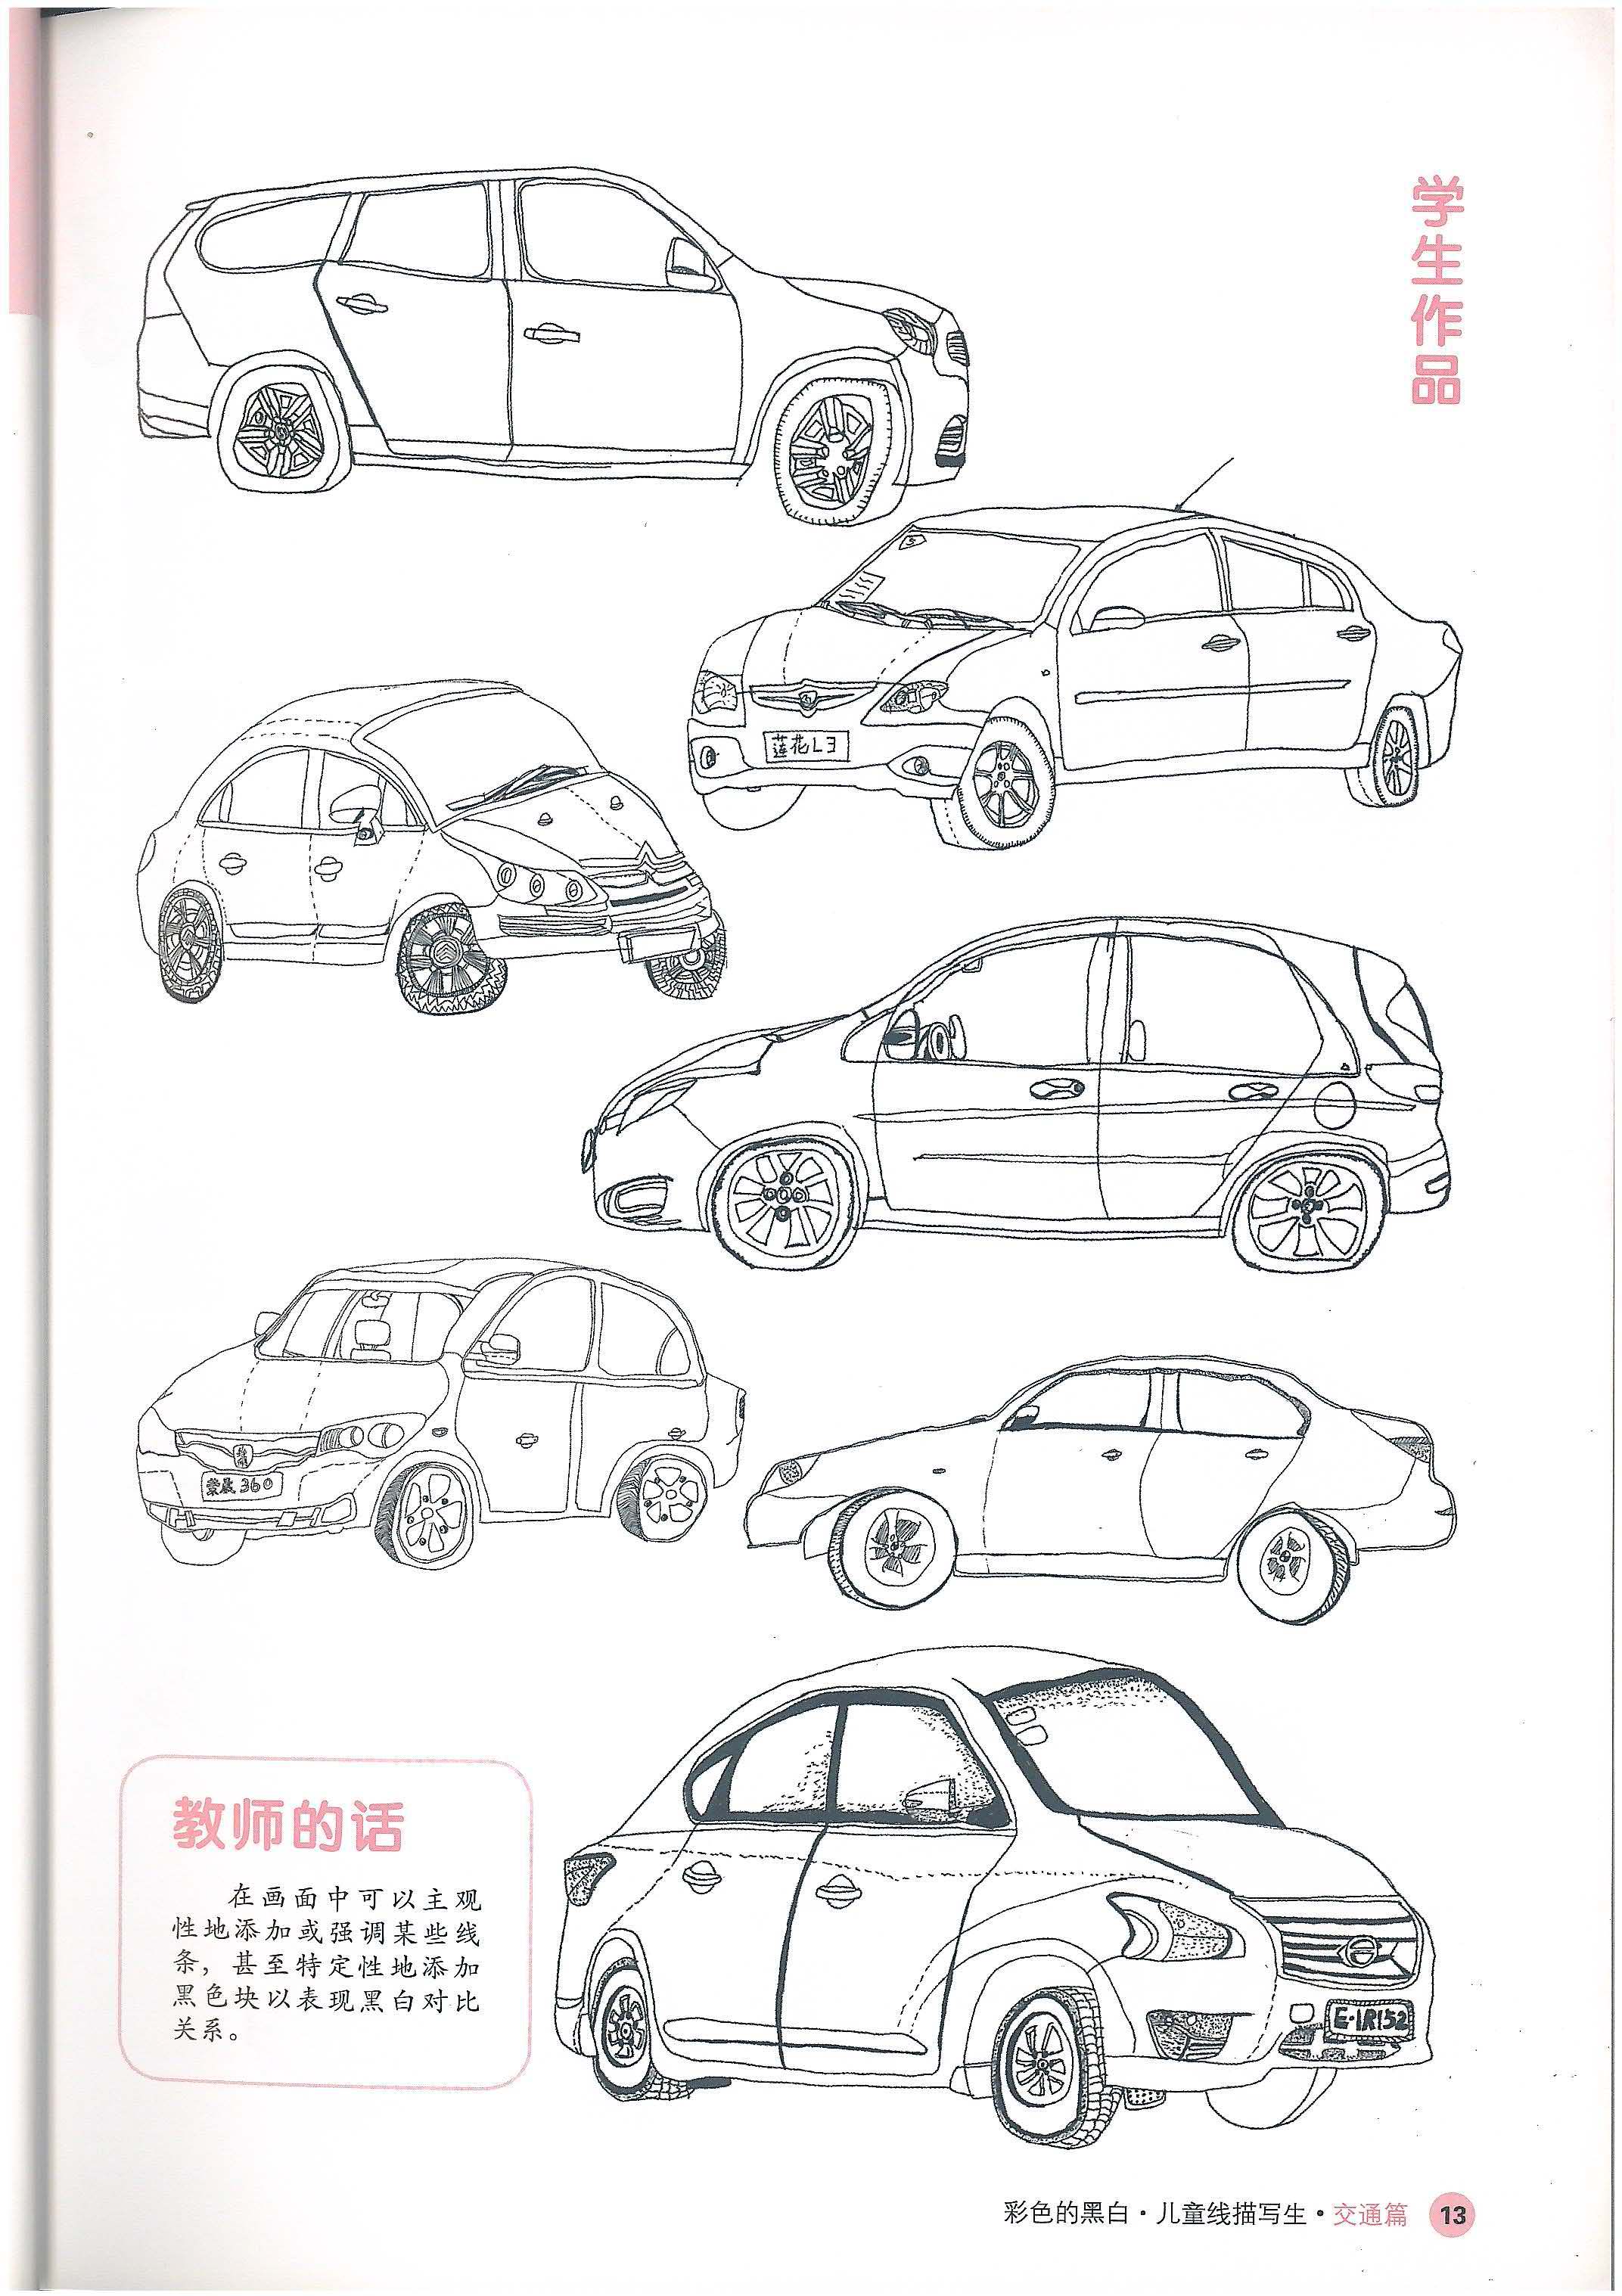 学生作品
莲花L3
荣威360
E·1R152
教师的话
在画面中可以主观
性地添加或强调某些线
条，甚至特定性地添加
黑色块以表现黑白对比
关系。
彩色的黑白·儿童线描写生·交通篇 13